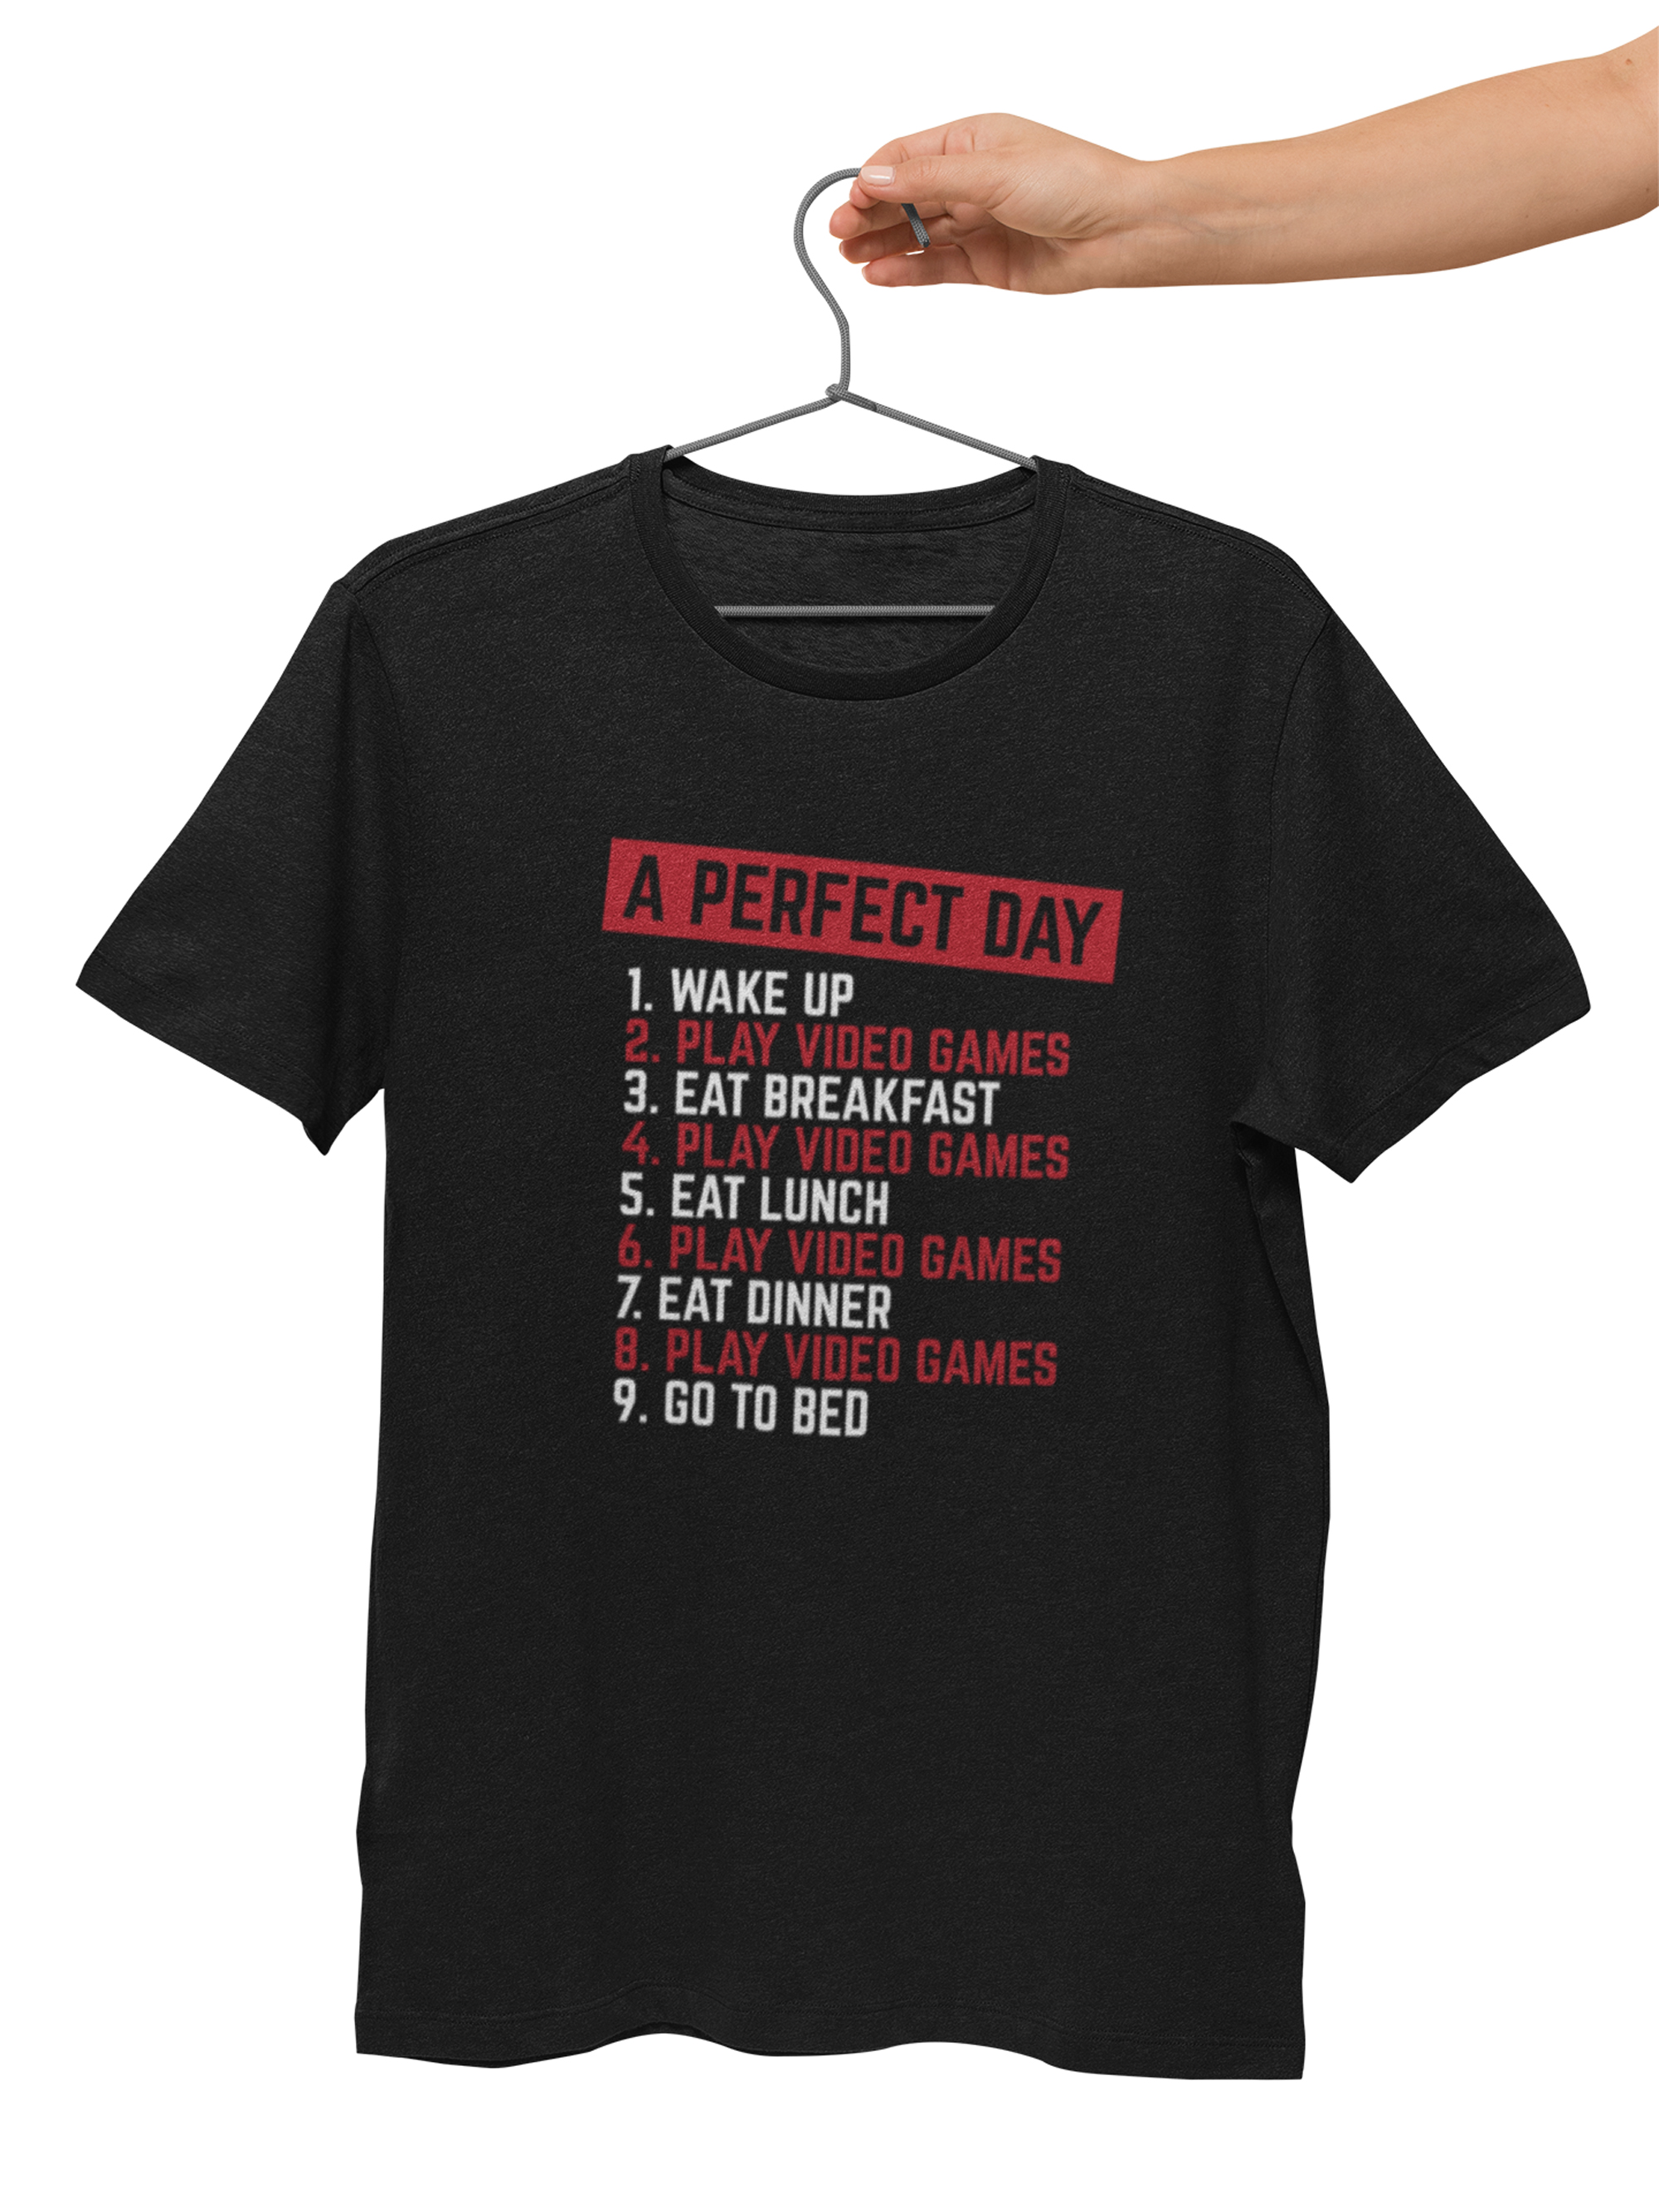 A PERFECT DAY
1. WAKE UP
2. PLAY VIDEO GAMES
3. EAT BREAKFAST
4. PLAY VIDEO GAMES
5. EAT LUNCH
6. PLAY VIDEO GAMES
7. EAT DINNER
8. PLAY VIDEO GAMES
9. GO TO BED